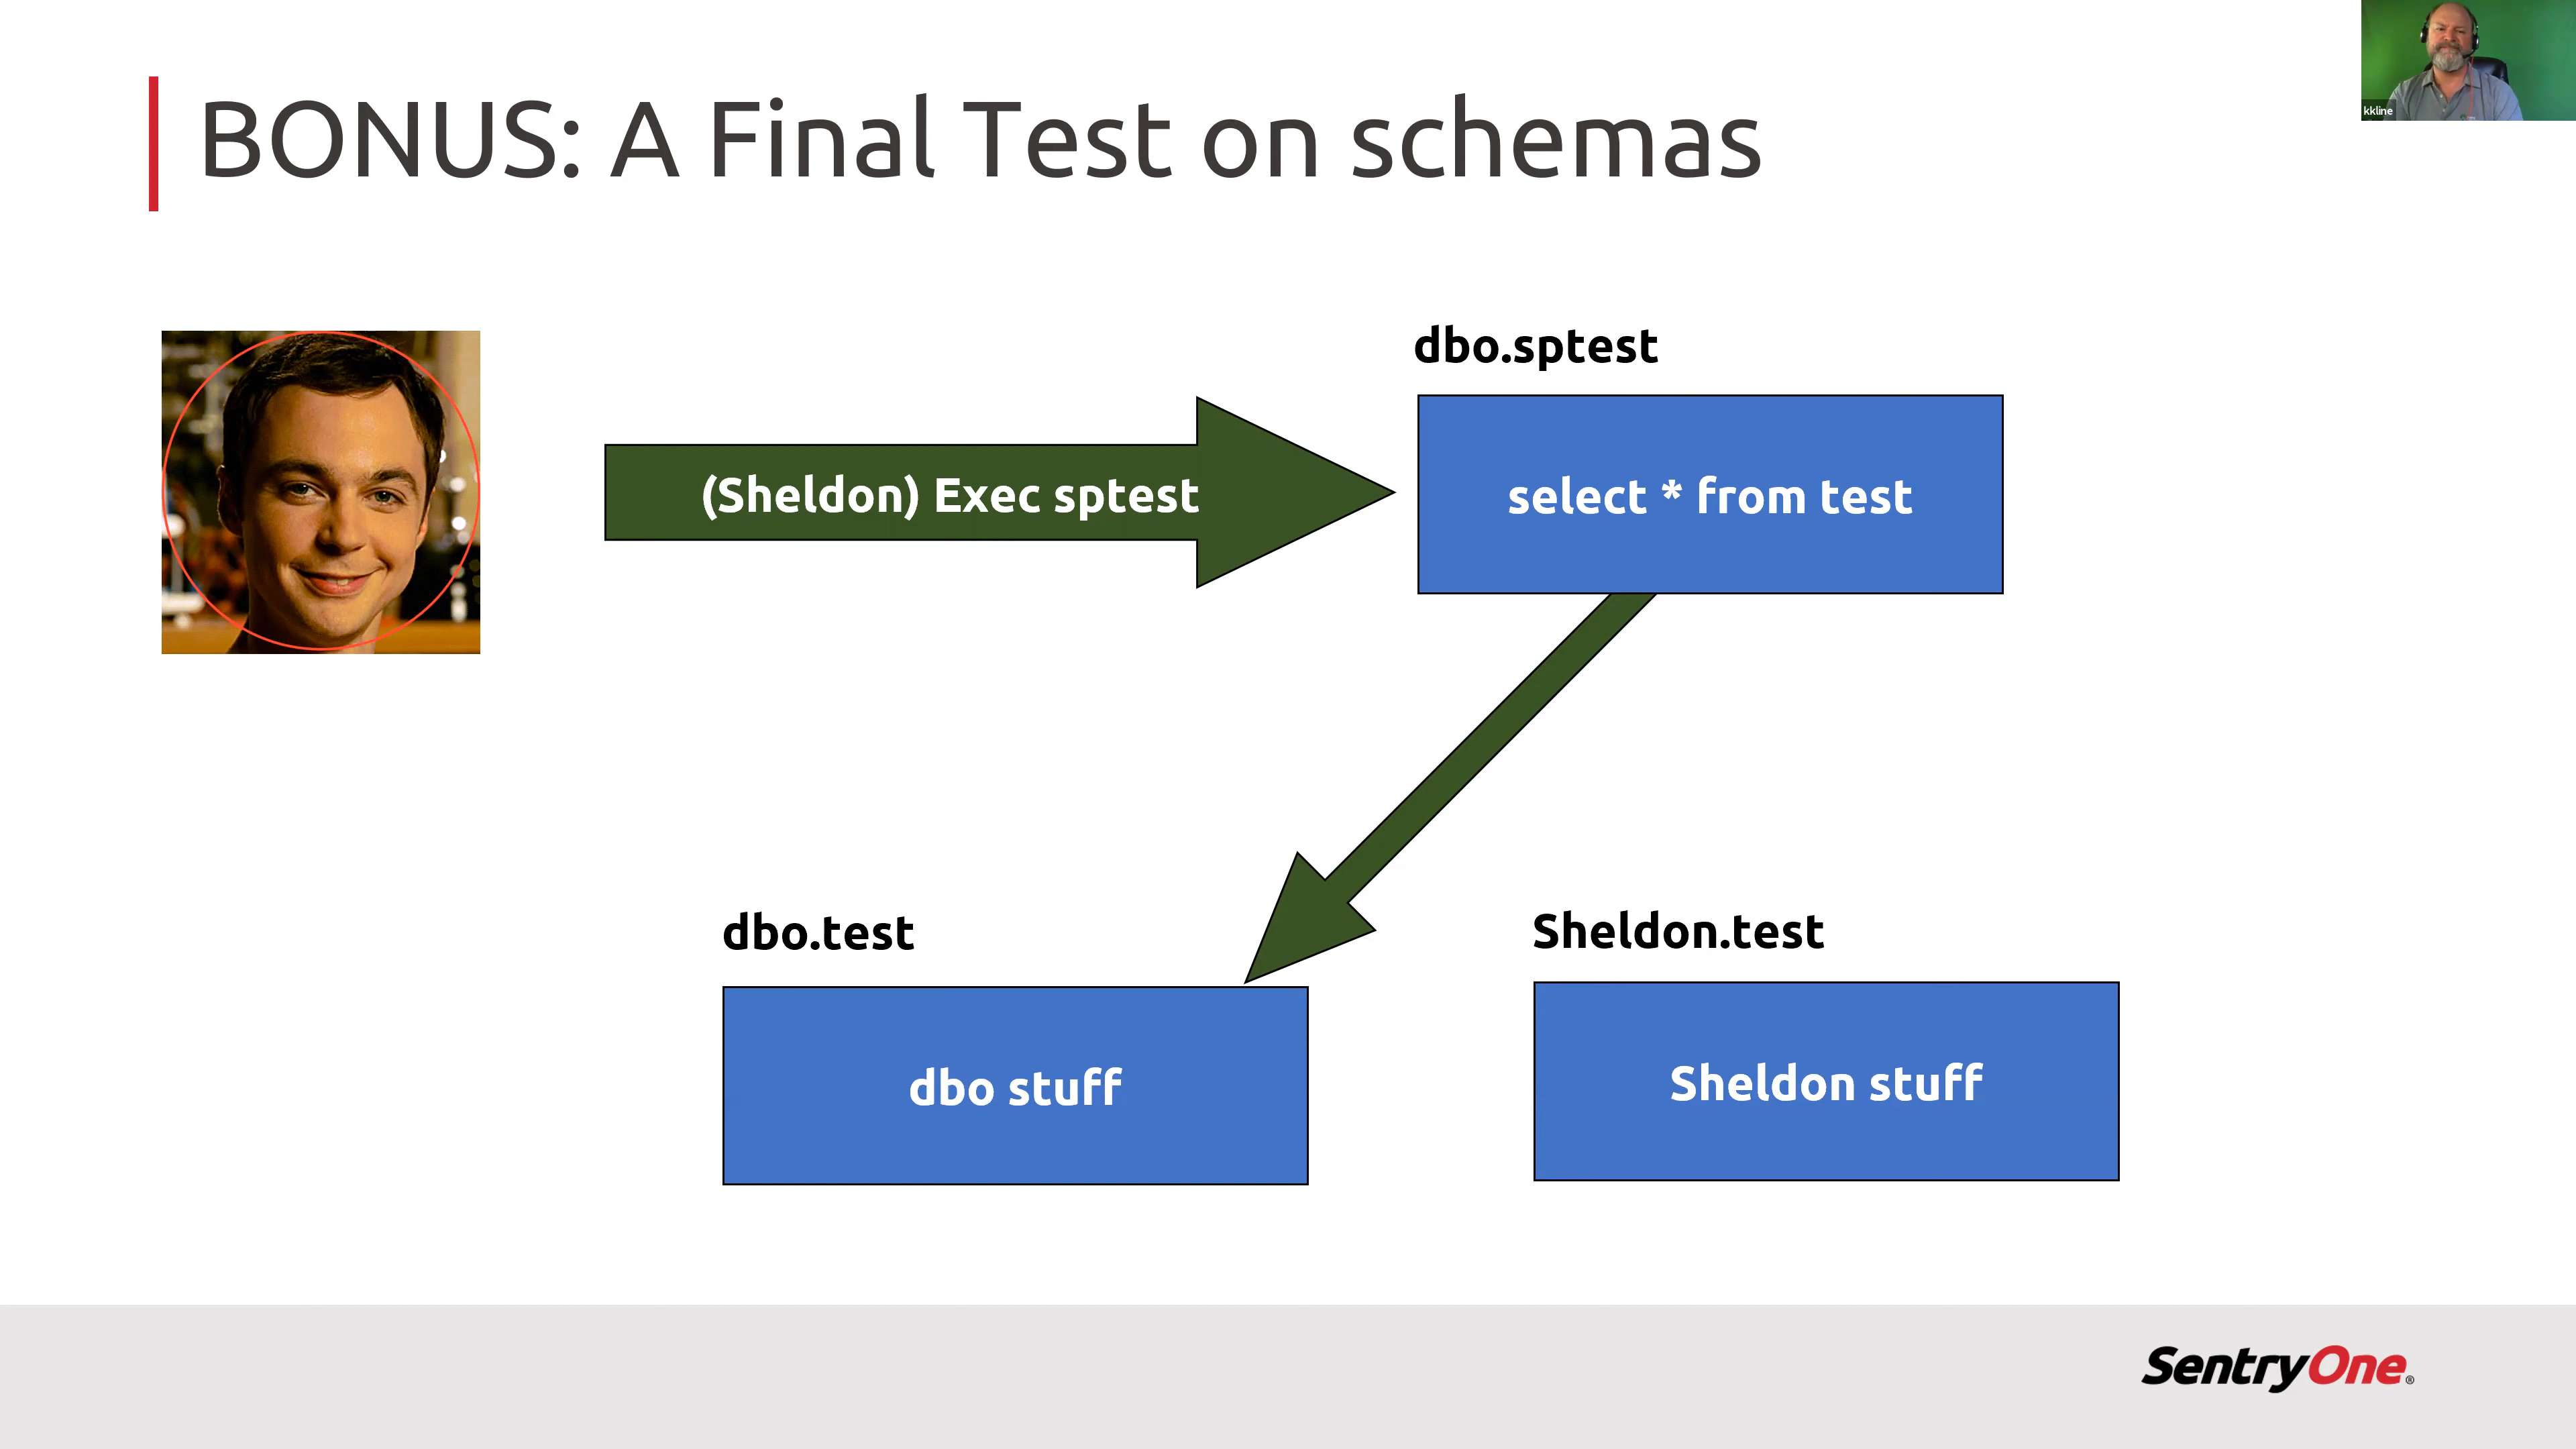 BONUS: A Final Test on schemas
kkline
dbo.sptest
(Sheldon) Exec sptest
select * from test
dbo.test
Sheldon.test
dbo stuff
Sheldon stuff
SentryOne®